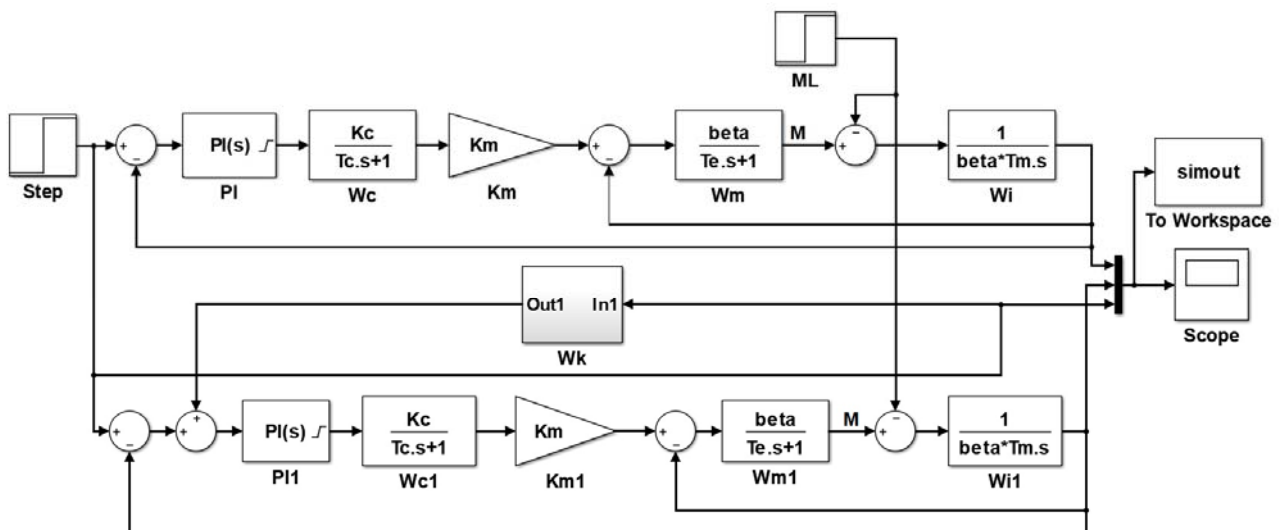 ML
Step
+
−
PI(s)
PI
Kc
Tc.s+1
Wc
Km
Km
+
−
beta
Te.s+1
Wm
M
−
+
1
beta*Tm.s
Wi
simout
To Workspace
Out1
In1
Wk
Scope
+
−
+
+
PI(s)
PI1
Kc
Tc.s+1
Wc1
Km
Km1
+
−
beta
Te.s+1
Wm1
M
−
+
1
beta*Tm.s
Wi1